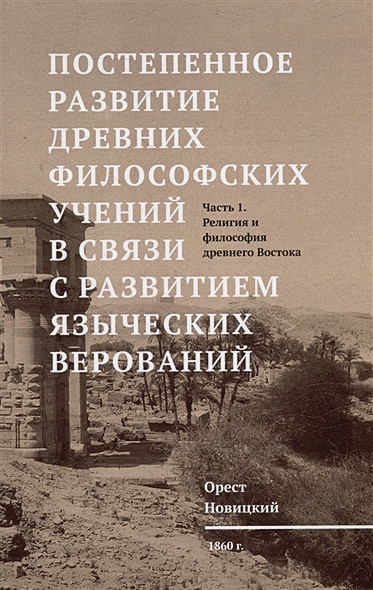 ПОСТЕПЕННОЕ
РАЗВИТИЕ
ДРЕВНИХ
ФИЛОСОФСКИХ
УЧЕНИЙ
В СВЯЗИ
С РАЗВИТИЕМ
ЯЗЫЧЕСКИХ
ВЕРОВАНИЙ
Часть 1.
Религия и
философия
древнего Востока
Орест
Новицкий
1860 г.